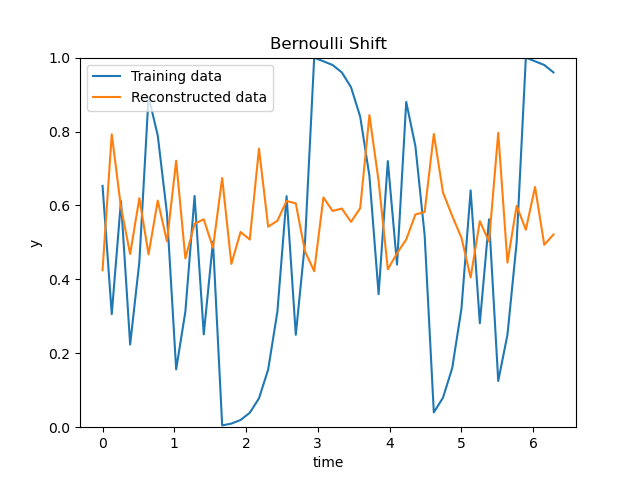 Bernoulli Shift
Training data
Reconstructed data
y
1.0
0.8
0.6
0.4
0.2
0.0
0 1 2 3 4 5 6
time